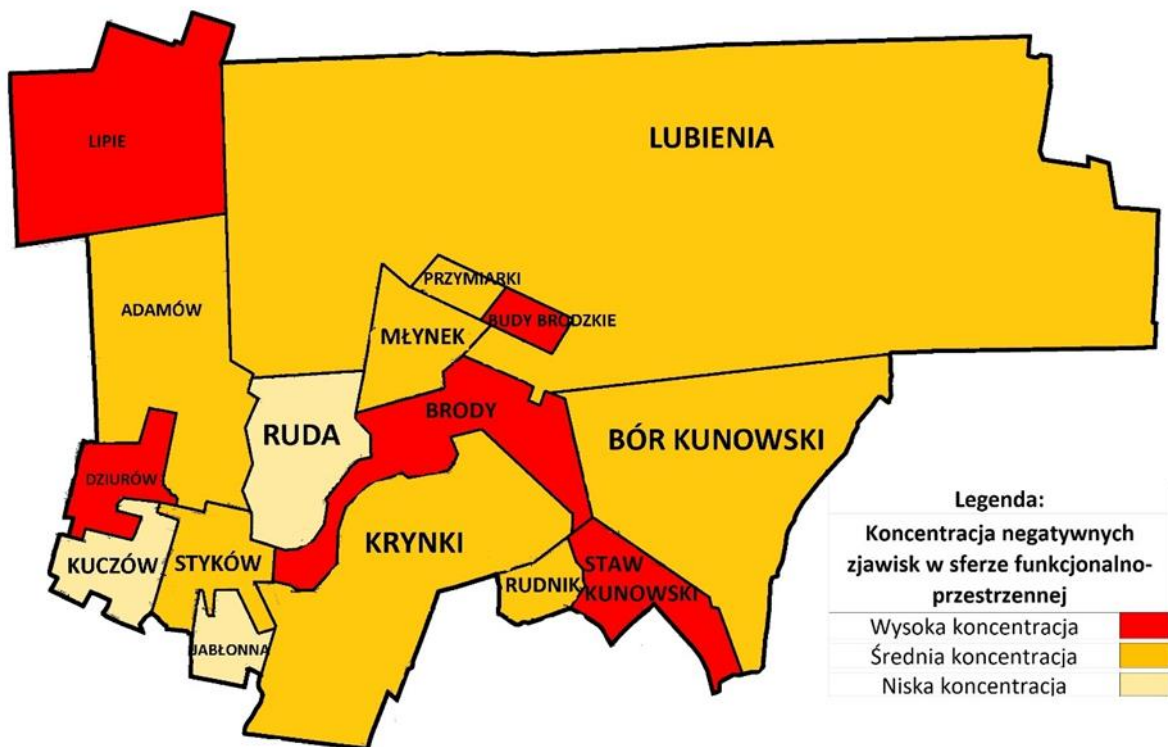 LIPIE
LUBIENIA
ADAMÓW
PRZYMIARKI
BUDY BRODZKIE
MŁYNEK
BRODY
RUDA
BÓR KUNOWSKI
DZIURÓW
KRYNKI
KUCZÓW
STYKÓW
RUDNIK
STAW
KUNOWSKI
JABŁONNA
Legenda:
Koncentracja negatywnych
zjawisk w sferze funkcjonalno-
przestrzennej
Wysoka koncentracja
Średnia koncentracja
Niska koncentracja